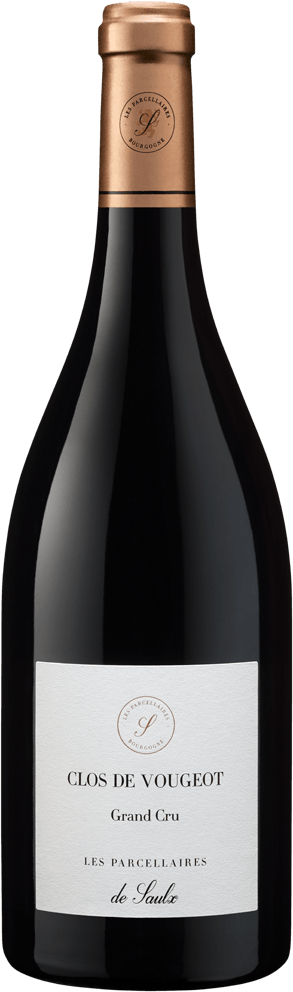 LES PARCELLAIRES
S
BOURGOGNE
LES PARCELLAIRES
S
BOURGOGNE
CLOS DE VOUGEOT
Grand Cru
LES PARCELLAIRES
de Saulx